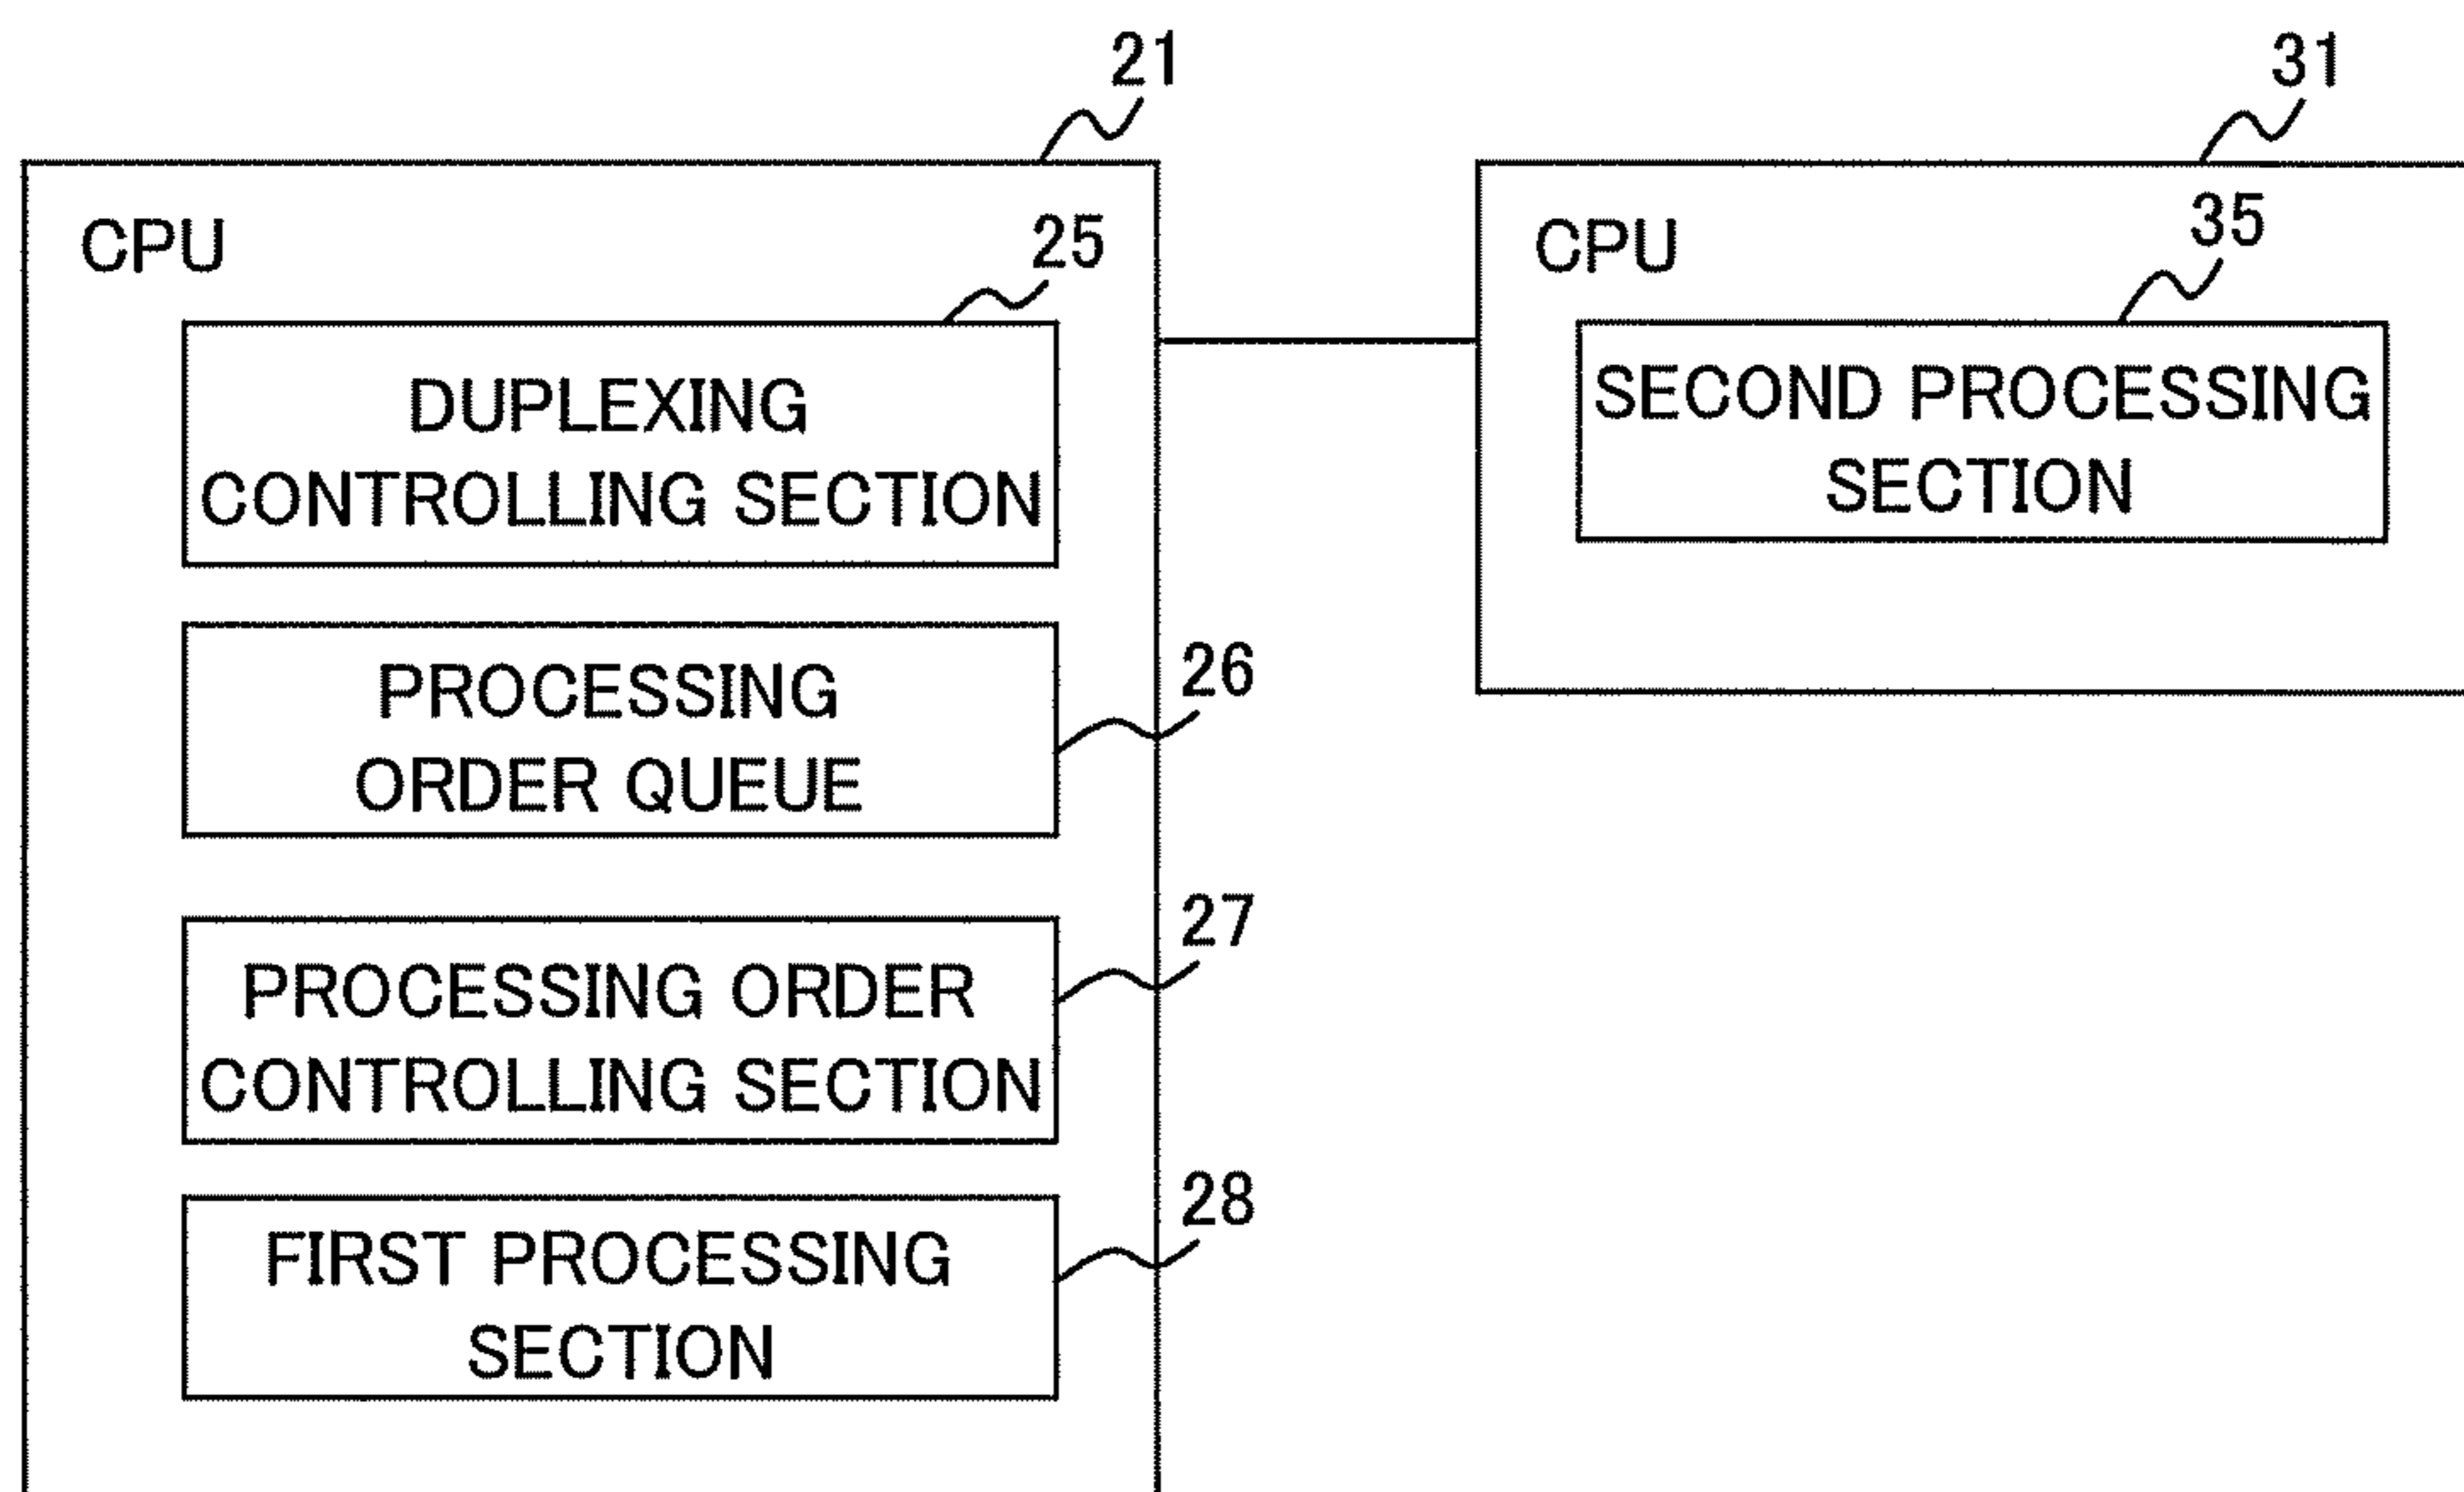 21
CPU
25
DUPLEXING
CONTROLLING SECTION
PROCESSING
ORDER QUEUE
26
PROCESSING ORDER
CONTROLLING SECTION
27
FIRST PROCESSING
SECTION
28
31
CPU
35
SECOND PROCESSING
SECTION